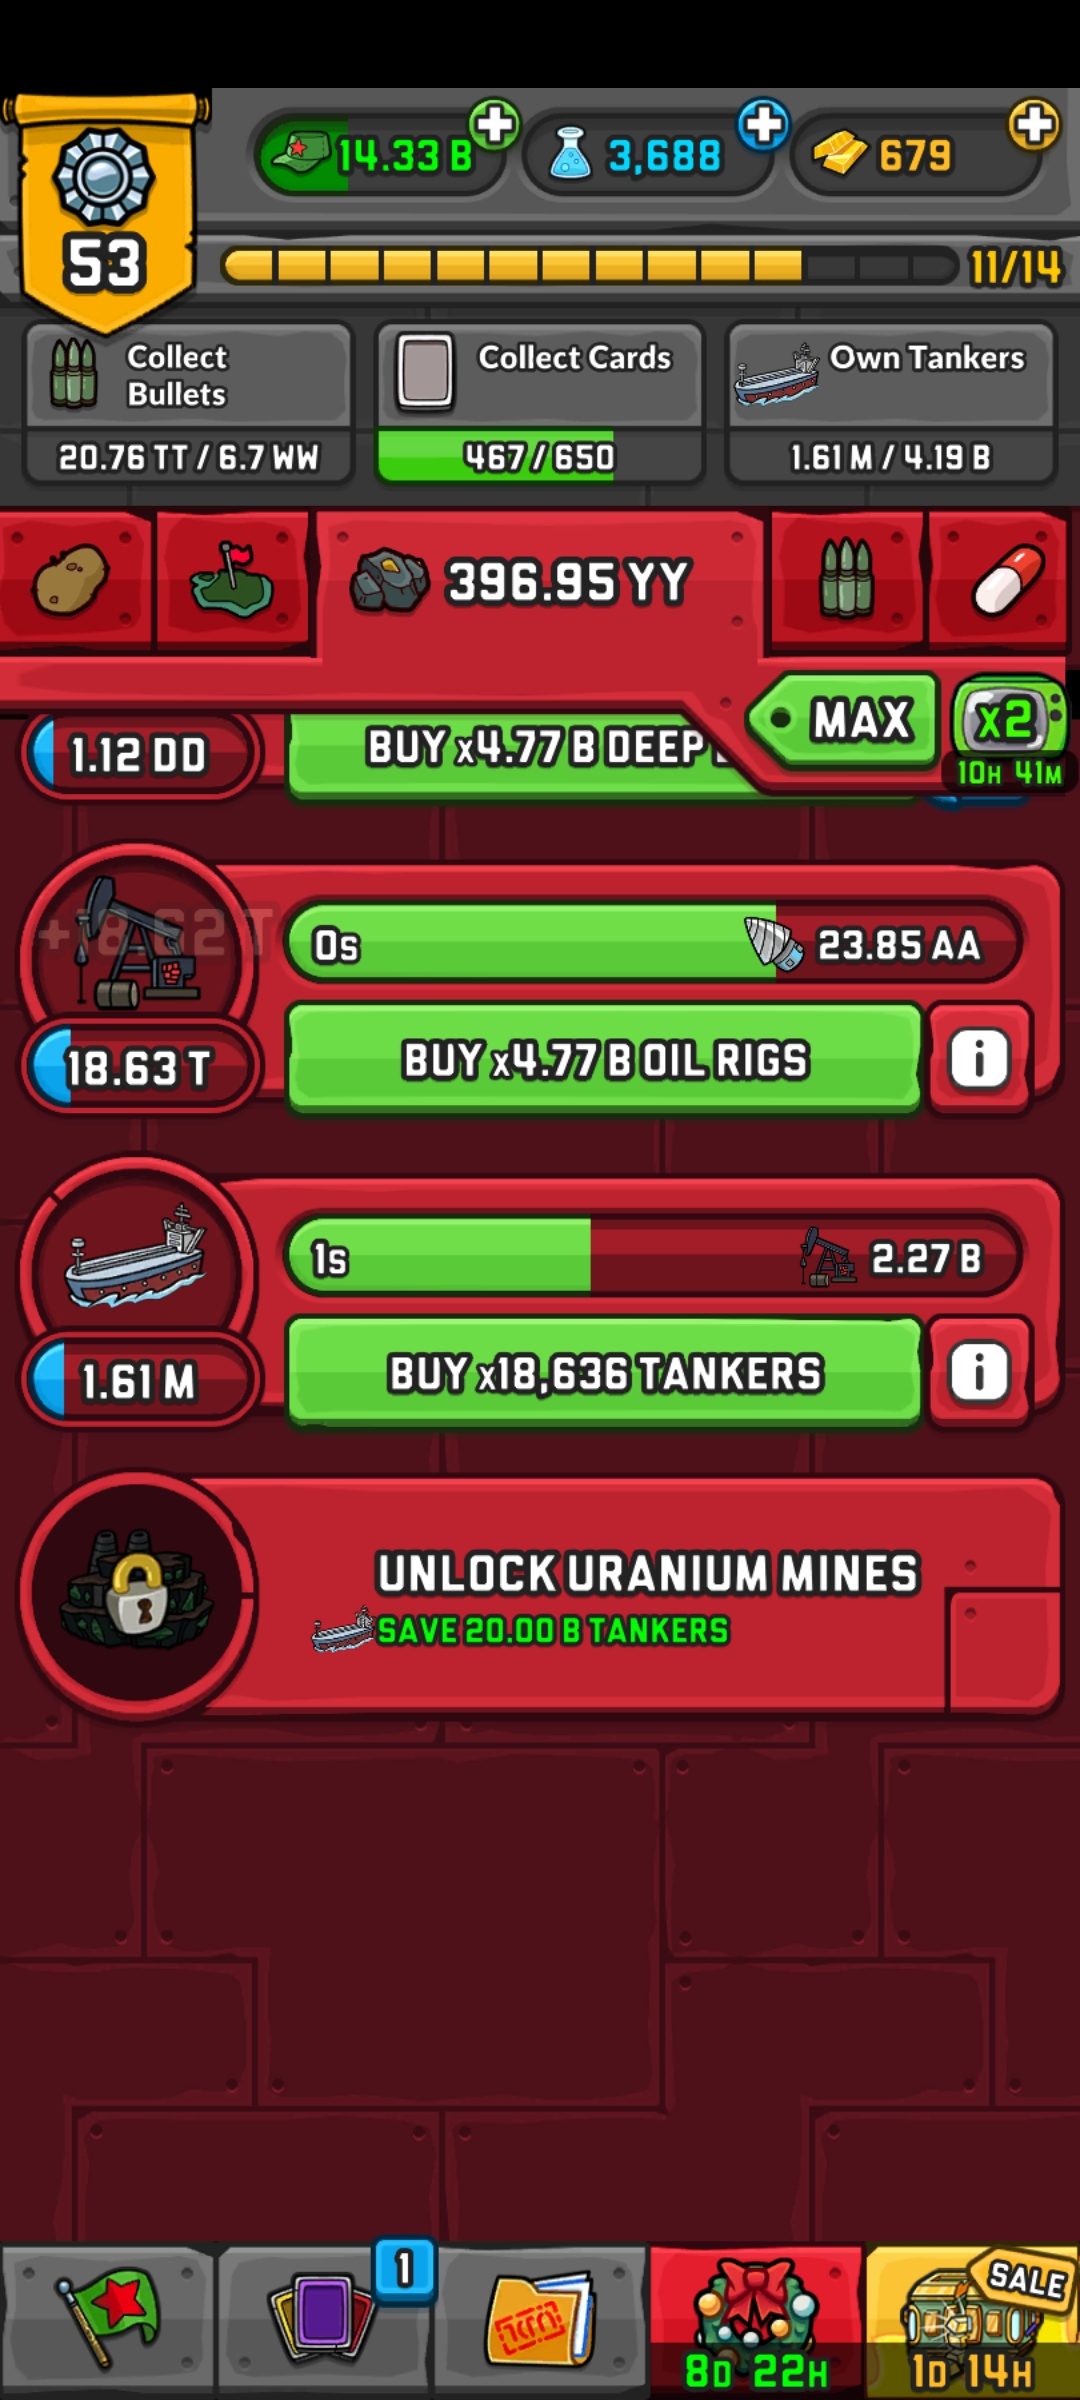 14.33 B
3,688
679
53
11/14
Collect
Bullets
20.76 TT / 6.7 WW
Collect Cards
467 / 650
Own Tankers
1.61 M / 4.19 B
396.95 YY
MAX
x2
10H 41M
1.12 DD
BUY x4.77 B DEEP
+18.62 T
0s
23.85 AA
18.63 T
BUY x4.77 B OIL RIGS
i
1s
2.27 B
1.61 M
BUY x18,636 TANKERS
i
UNLOCK URANIUM MINES
SAVE 20.00 B TANKERS
1
8D 22H
SALE
1D 14H